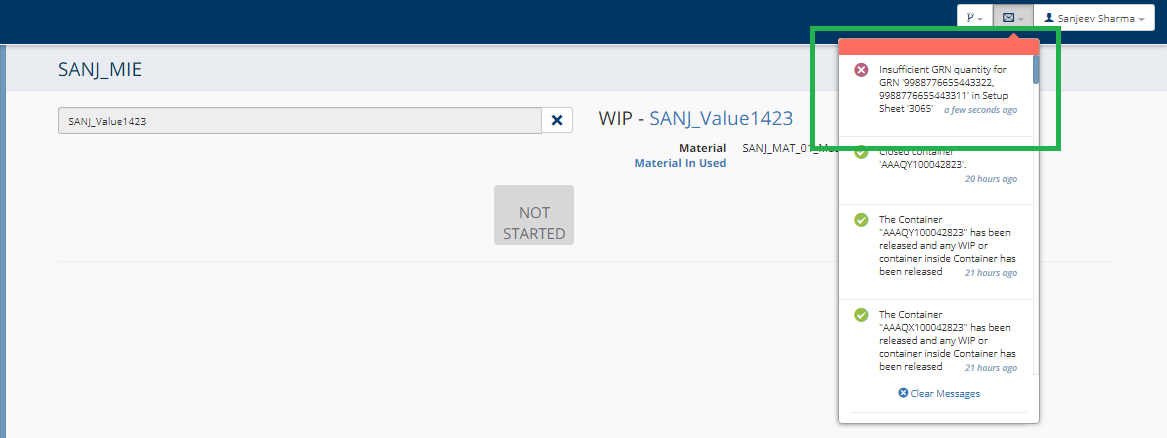 Sanjeev Sharma
SANJ_MIE
SANJ_Value1423
WIP - SANJ_Value1423
Material SANJ_MAT_01
Material In Used
NOT
STARTED
Insufficient GRN quantity for
GRN '9988776655443322,
9988776655443311' in Setup
Sheet '3065' a few seconds ago
Closed container
'AAAQY100042823'.
20 hours ago
The Container
"AAAQY100042823" has been
released and any WIP or
container inside Container has
been released 21 hours ago
The Container
"AAAQX100042823" has been
released and any WIP or
container inside Container has
been released 21 hours ago
Clear Messages